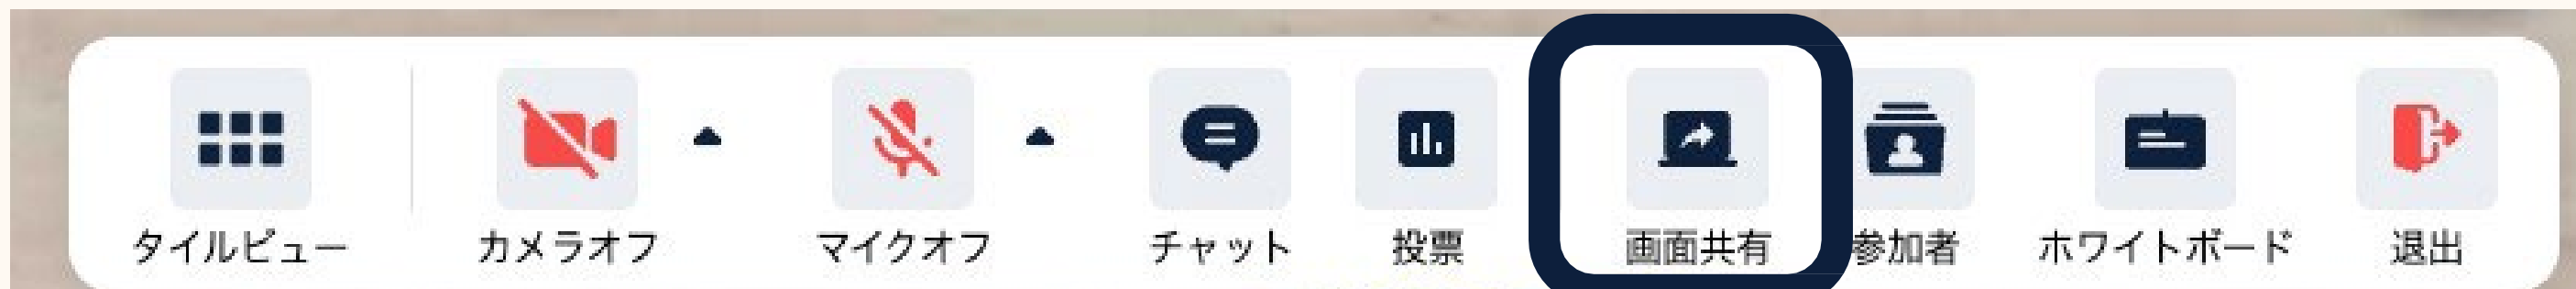 タイルビュー カメラオフ マイクオフ チャット 投票 画面共有 参加者 ホワイトボード 退出